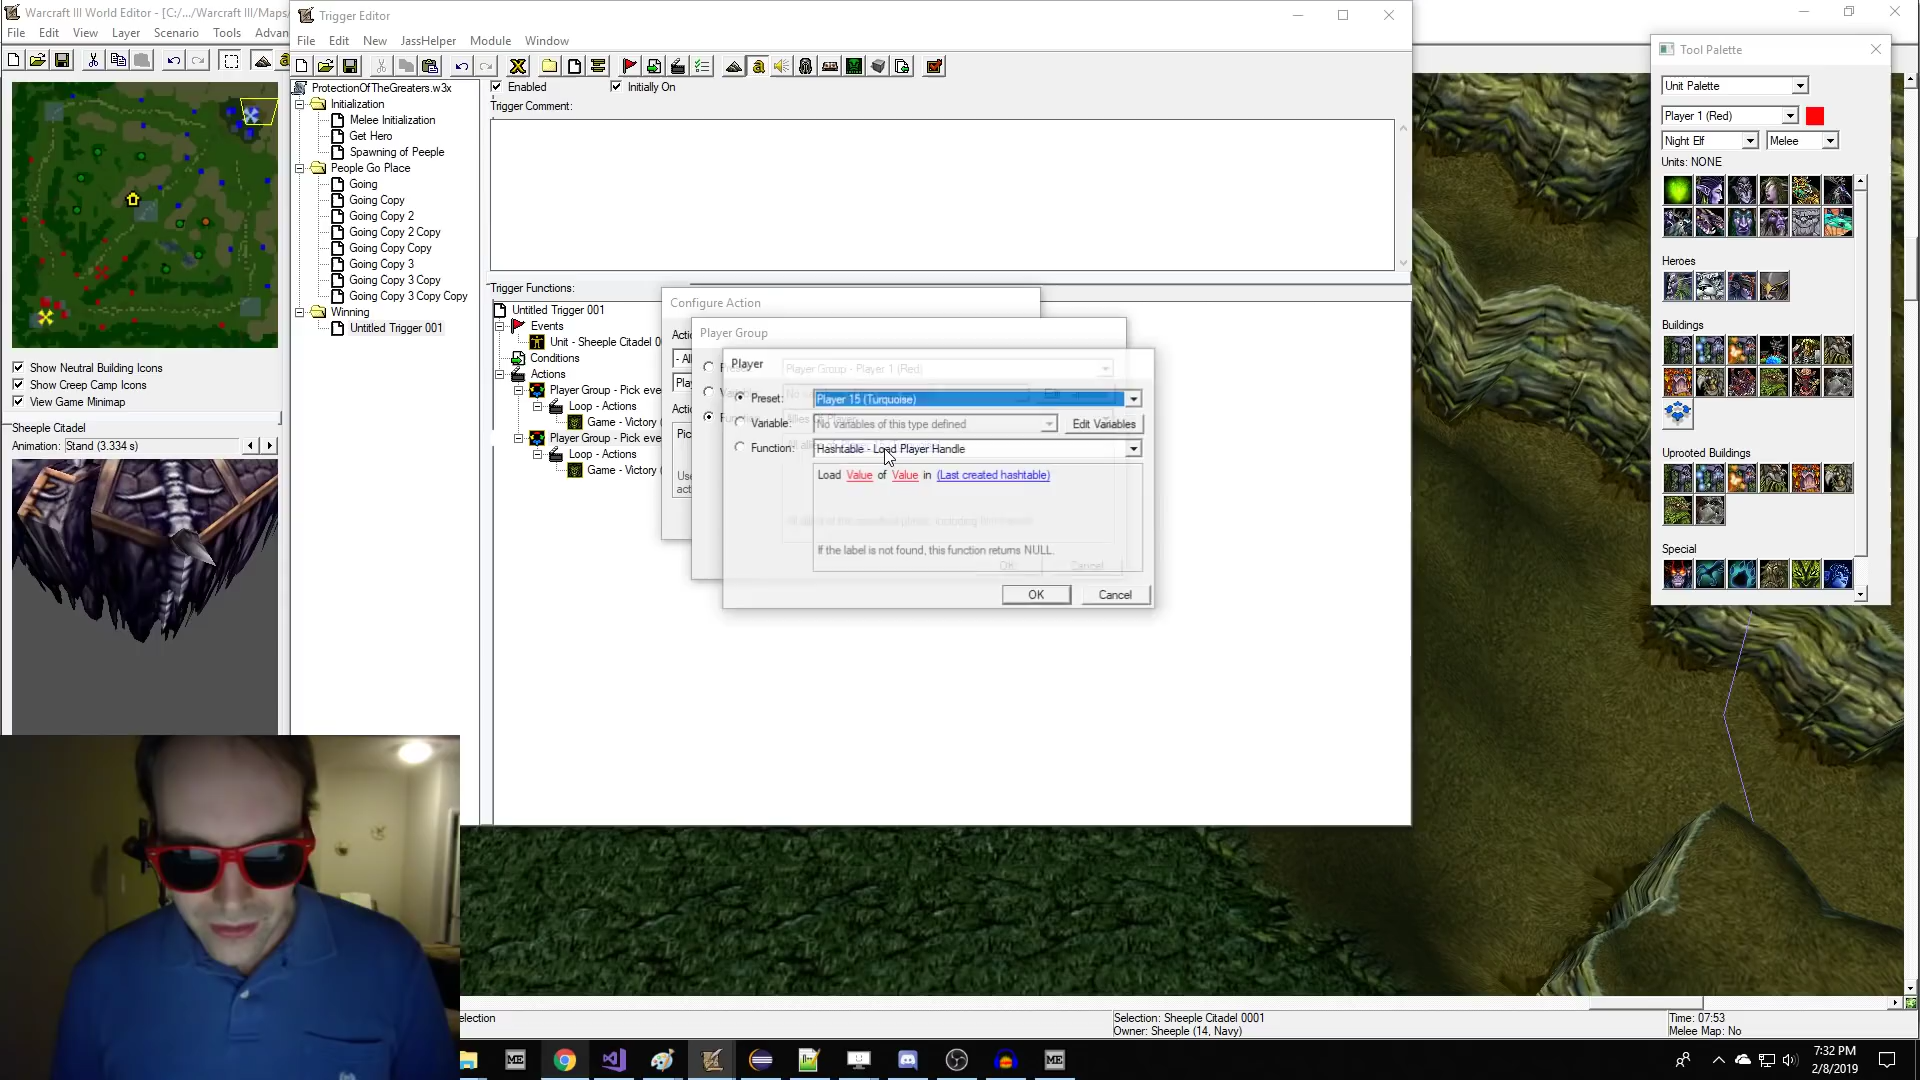 Warcraft III World Editor - [C:/.../Warcraft III/Maps/
File Edit View Layer Scenario Tools Advan
Show Neutral Building Icons
Show Creep Camp Icons
View Game Minimap
Sheeple Citadel
Animation: Stand (3.334 s)
Trigger Editor
File Edit New JassHelper Module Window
ProtectionOfTheGreaters.w3x
Initialization
Melee Initialization
Get Hero
Spawning of Peeple
People Go Place
Going
Going Copy
Going Copy 2
Going Copy 2 Copy
Going Copy Copy
Going Copy 3
Going Copy 3 Copy
Going Copy 3 Copy Copy
Winning
Untitled Trigger 001
Enabled Initially On
Trigger Comment:
Trigger Functions:
Untitled Trigger 001
Events
Unit - Sheeple Citadel 0
Conditions
Actions
Player Group - Pick eve
Loop - Actions
Game - Victory (
Player Group - Pick eve
Loop - Actions
Game - Victory (
Configure Action
Player Group
Player Group - Player 1 (Red)
Player
Preset: Player 15 (Turquoise)
Variable: No variables of this type defined Edit Variables
Function: Hashtable - Load Player Handle
Load Value of Value in (Last created hashtable)
If the label is not found, this function returns NULL.
OK Cancel
OK Cancel
Tool Palette
Unit Palette
Player 1 (Red)
Night Elf Melee
Units: NONE
Heroes
Buildings
Uprooted Buildings
Special
election
Selection: Sheeple Citadel 0001
Owner: Sheeple (14, Navy)
Time: 07:53
Melee Map: No
ME
ME
7:32 PM
2/8/2019